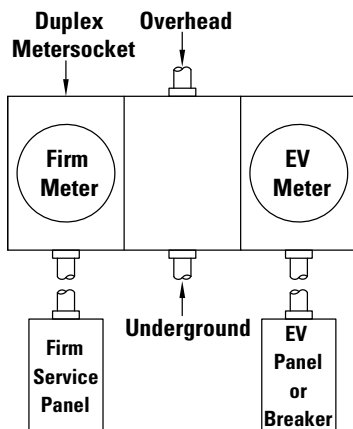 Duplex
Metersocket
Overhead
Firm
Meter
EV
Meter
Underground
Firm
Service
Panel
EV
Panel
or
Breaker